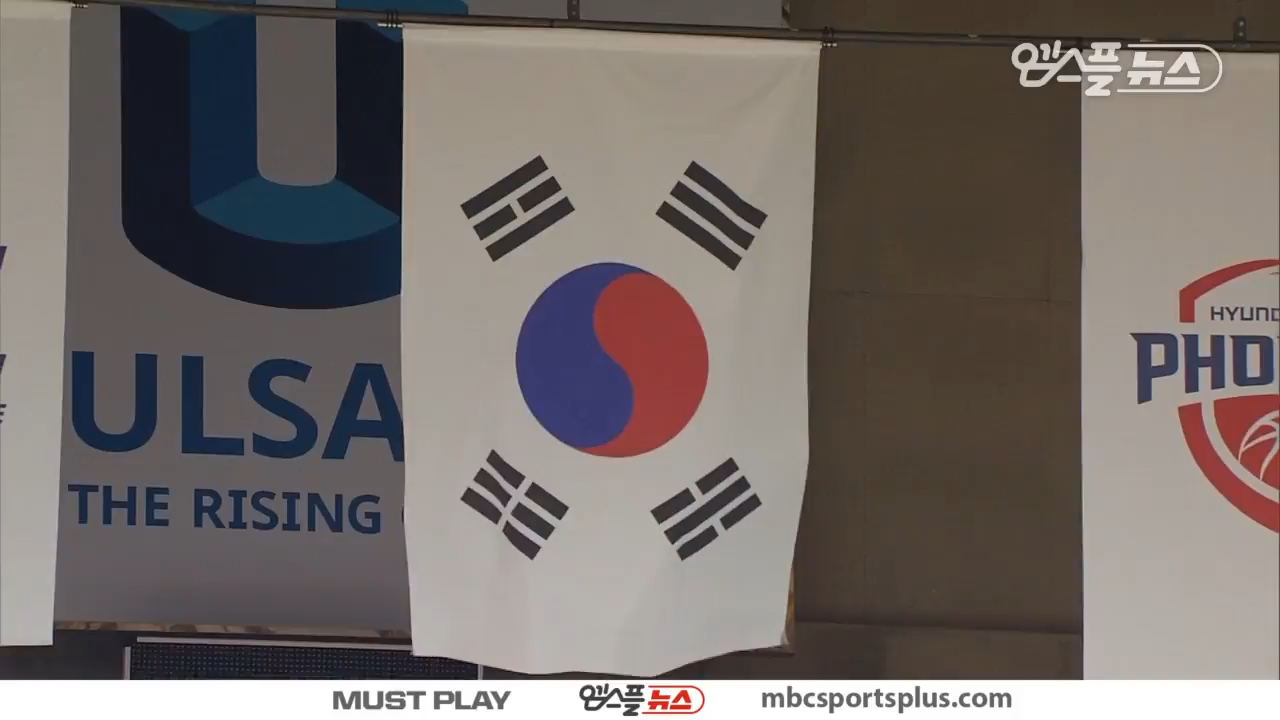 엠스플 뉴스
ULSA
THE RISING
HYUND
PHO
MUST PLAY 엠스플 뉴스 mbcsportsplus.com